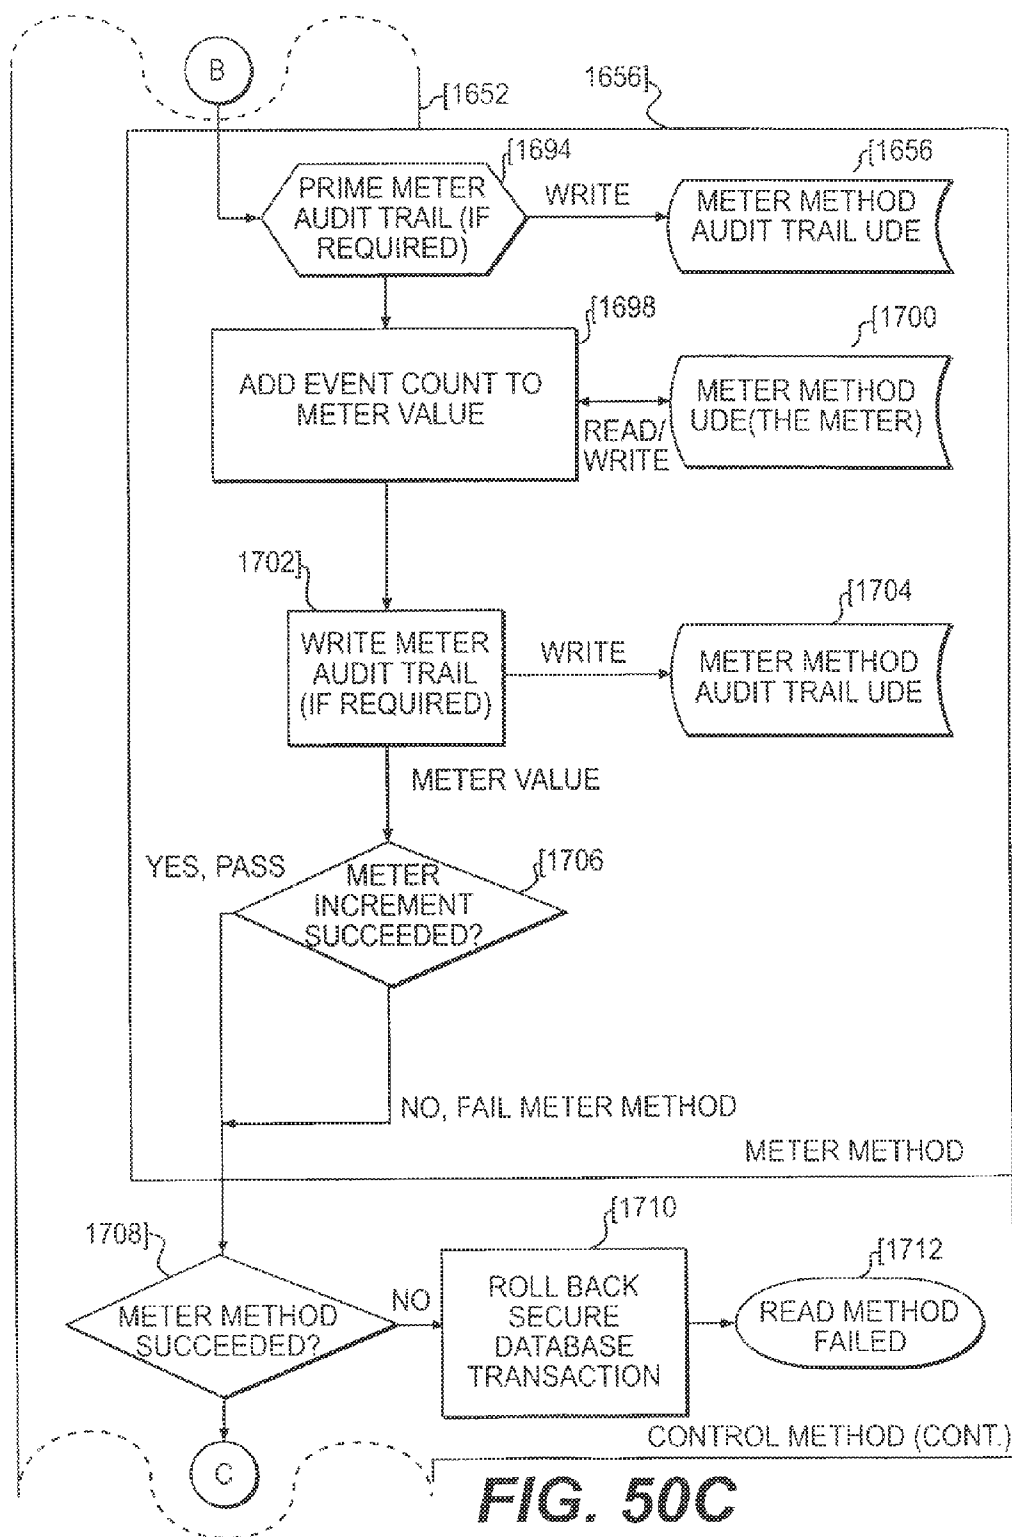 B
[1652
1656]
[1694
PRIME METER
AUDIT TRAIL (IF
REQUIRED)
WRITE
[1656
METER METHOD
AUDIT TRAIL UDE
[1698
ADD EVENT COUNT TO
METER VALUE
READ/
WRITE
[1700
METER METHOD
UDE(THE METER)
1702]
WRITE METER
AUDIT TRAIL
(IF REQUIRED)
WRITE
[1704
METER METHOD
AUDIT TRAIL UDE
METER VALUE
YES, PASS
[1706
METER
INCREMENT
SUCCEEDED?
NO, FAIL METER METHOD
METER METHOD
1708]
METER METHOD
SUCCEEDED?
NO
[1710
ROLL BACK
SECURE
DATABASE
TRANSACTION
[1712
READ METHOD
FAILED
CONTROL METHOD (CONT.)
C
FIG. 50C